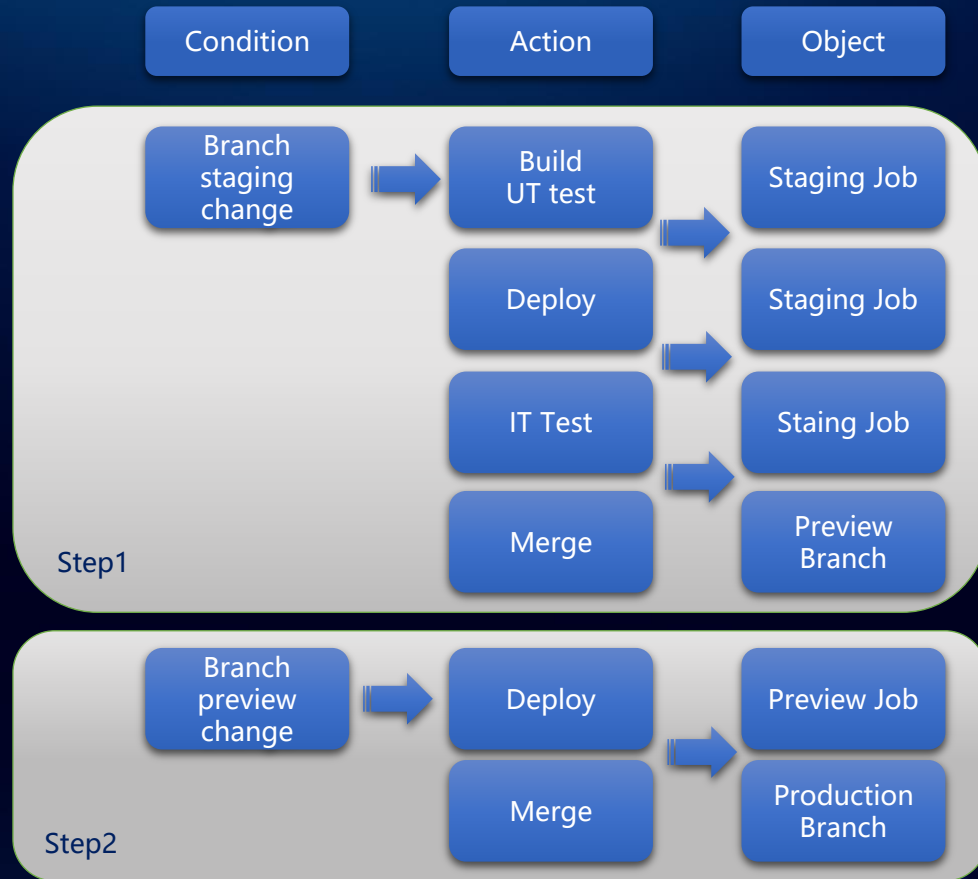 Condition
Action
Object
Branch
staging
change
Build
UT test
Staging Job
Deploy
Staging Job
IT Test
Staing Job
Merge
Preview
Branch
Step1
Branch
preview
change
Deploy
Preview Job
Merge
Production
Branch
Step2